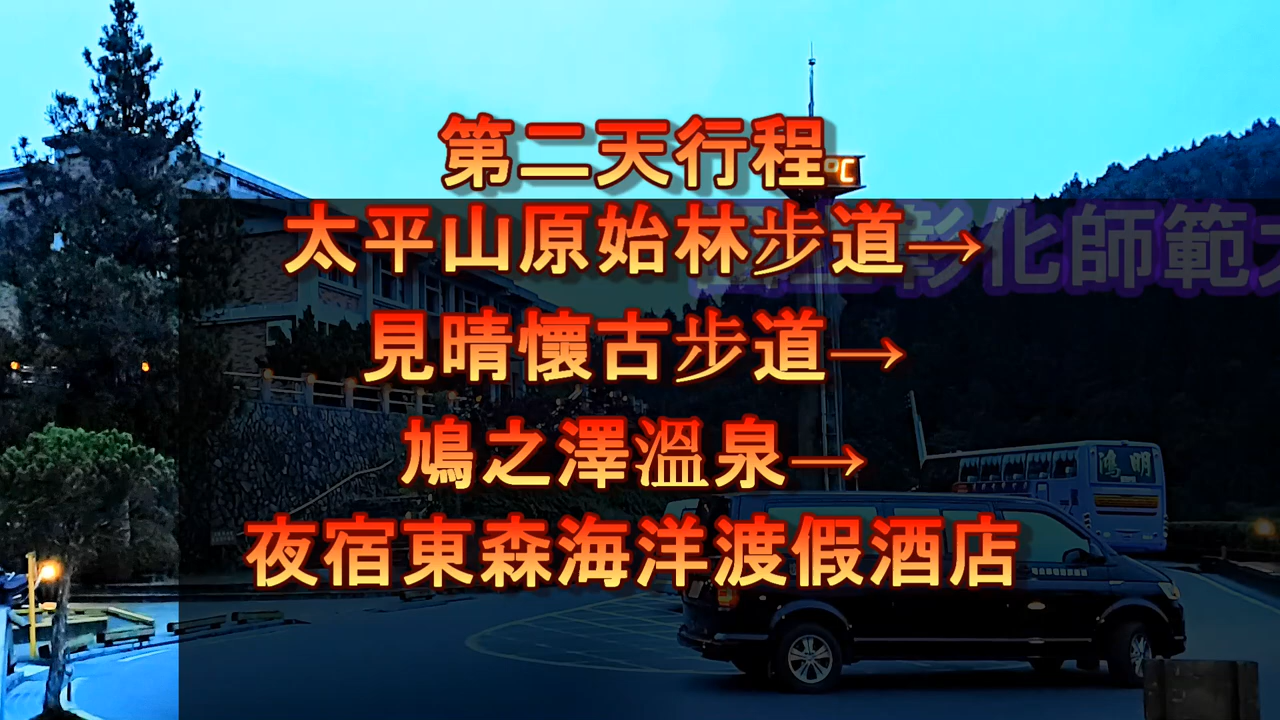 第二天行程
°C
太平山原始林步道→
彰化師範大
見晴懷古步道→
鳩之澤溫泉→
鴻明
夜宿東森海洋渡假酒店